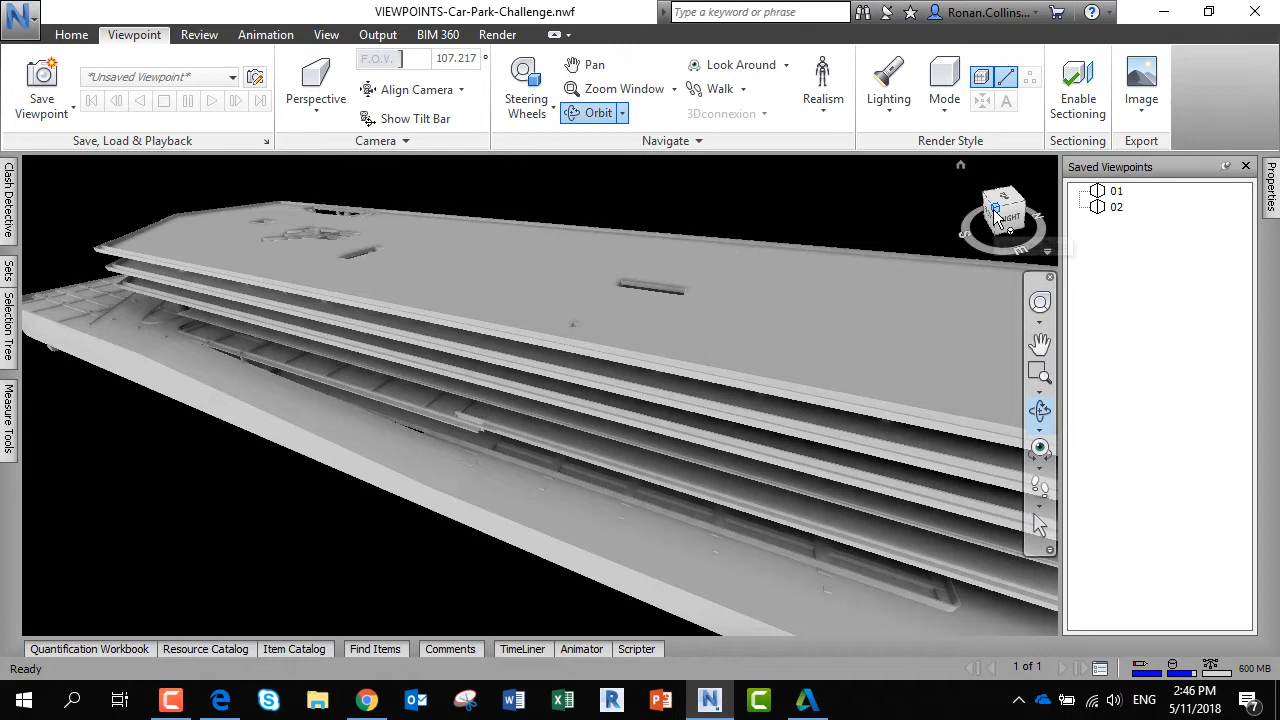 VIEWPOINTS-Car-Park-Challenge.nwf
Type a keyword or phrase
Ronan.Collins...
Home Viewpoint Review Animation View Output BIM 360 Render
Save Viewpoint
*Unsaved Viewpoint*
Save, Load & Playback
Perspective
F.O.V. 107.217 °
Align Camera
Show Tilt Bar
Camera
Steering Wheels
Pan
Zoom Window
Orbit
Look Around
Walk
3Dconnexion
Realism
Navigate
Lighting
Mode
A
Render Style
Enable Sectioning
Sectioning
Image
Export
Clash Detective
Sets
Selection Tree
Measure Tools
S
E
N
Saved Viewpoints
01
02
Properties
Quantification Workbook Resource Catalog Item Catalog Find Items Comments TimeLiner Animator Scripter
Ready
1 of 1
600 MB
ENG
2:46 PM
5/11/2018
7